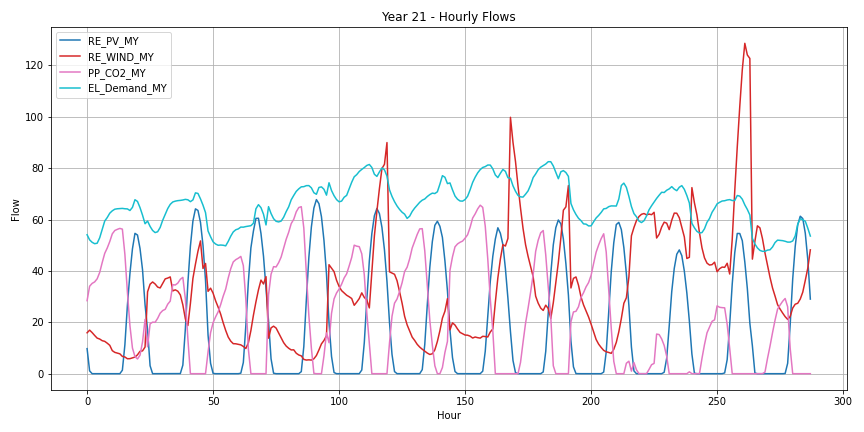 Year 21 - Hourly Flows
RE_PV_MY
RE_WIND_MY
PP_CO2_MY
EL_Demand_MY
Flow
120
100
80
60
40
20
0
0
50
100
150
200
250
300
Hour